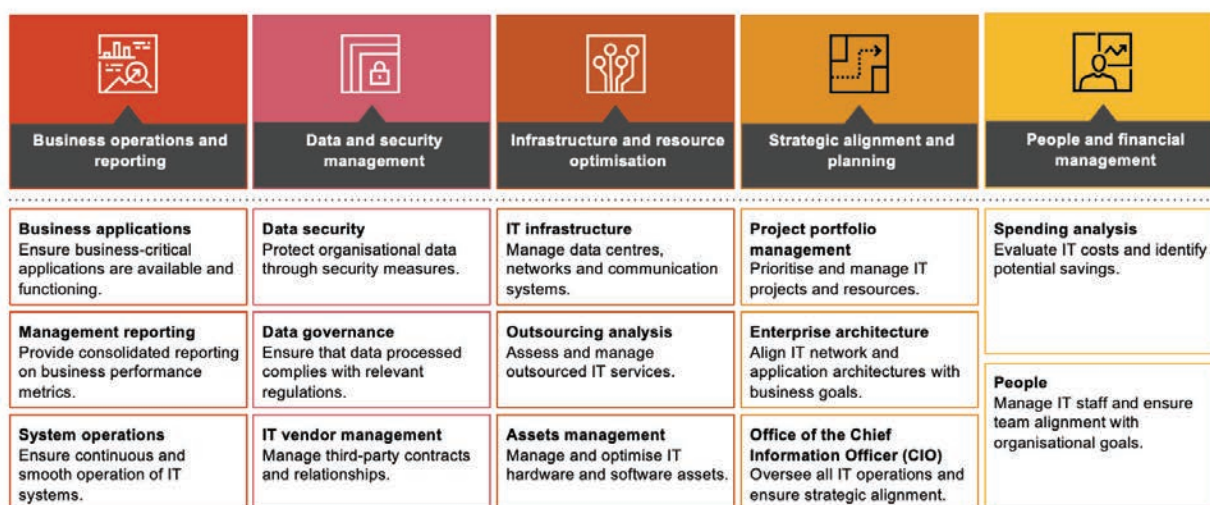 Business operations and
reporting
Data and security
management
Infrastructure and resource
optimisation
Strategic alignment and
planning
People and financial
management
Business applications
Ensure business-critical
applications are available and
functioning.
Management reporting
Provide consolidated reporting
on business performance
metrics.
System operations
Ensure continuous and
smooth operation of IT
systems.
Data security
Protect organisational data
through security measures.
Data governance
Ensure that data processed
complies with relevant
regulations.
IT vendor management
Manage third-party contracts
and relationships.
IT infrastructure
Manage data centres,
networks and communication
systems.
Outsourcing analysis
Assess and manage
outsourced IT services.
Assets management
Manage and optimise IT
hardware and software assets.
Project portfolio
management
Prioritise and manage IT
projects and resources.
Enterprise architecture
Align IT network and
application architectures with
business goals.
Office of the Chief
Information Officer (CIO)
Oversee all IT operations and
ensure strategic alignment.
Spending analysis
Evaluate IT costs and identify
potential savings.
People
Manage IT staff and ensure
team alignment with
organisational goals.